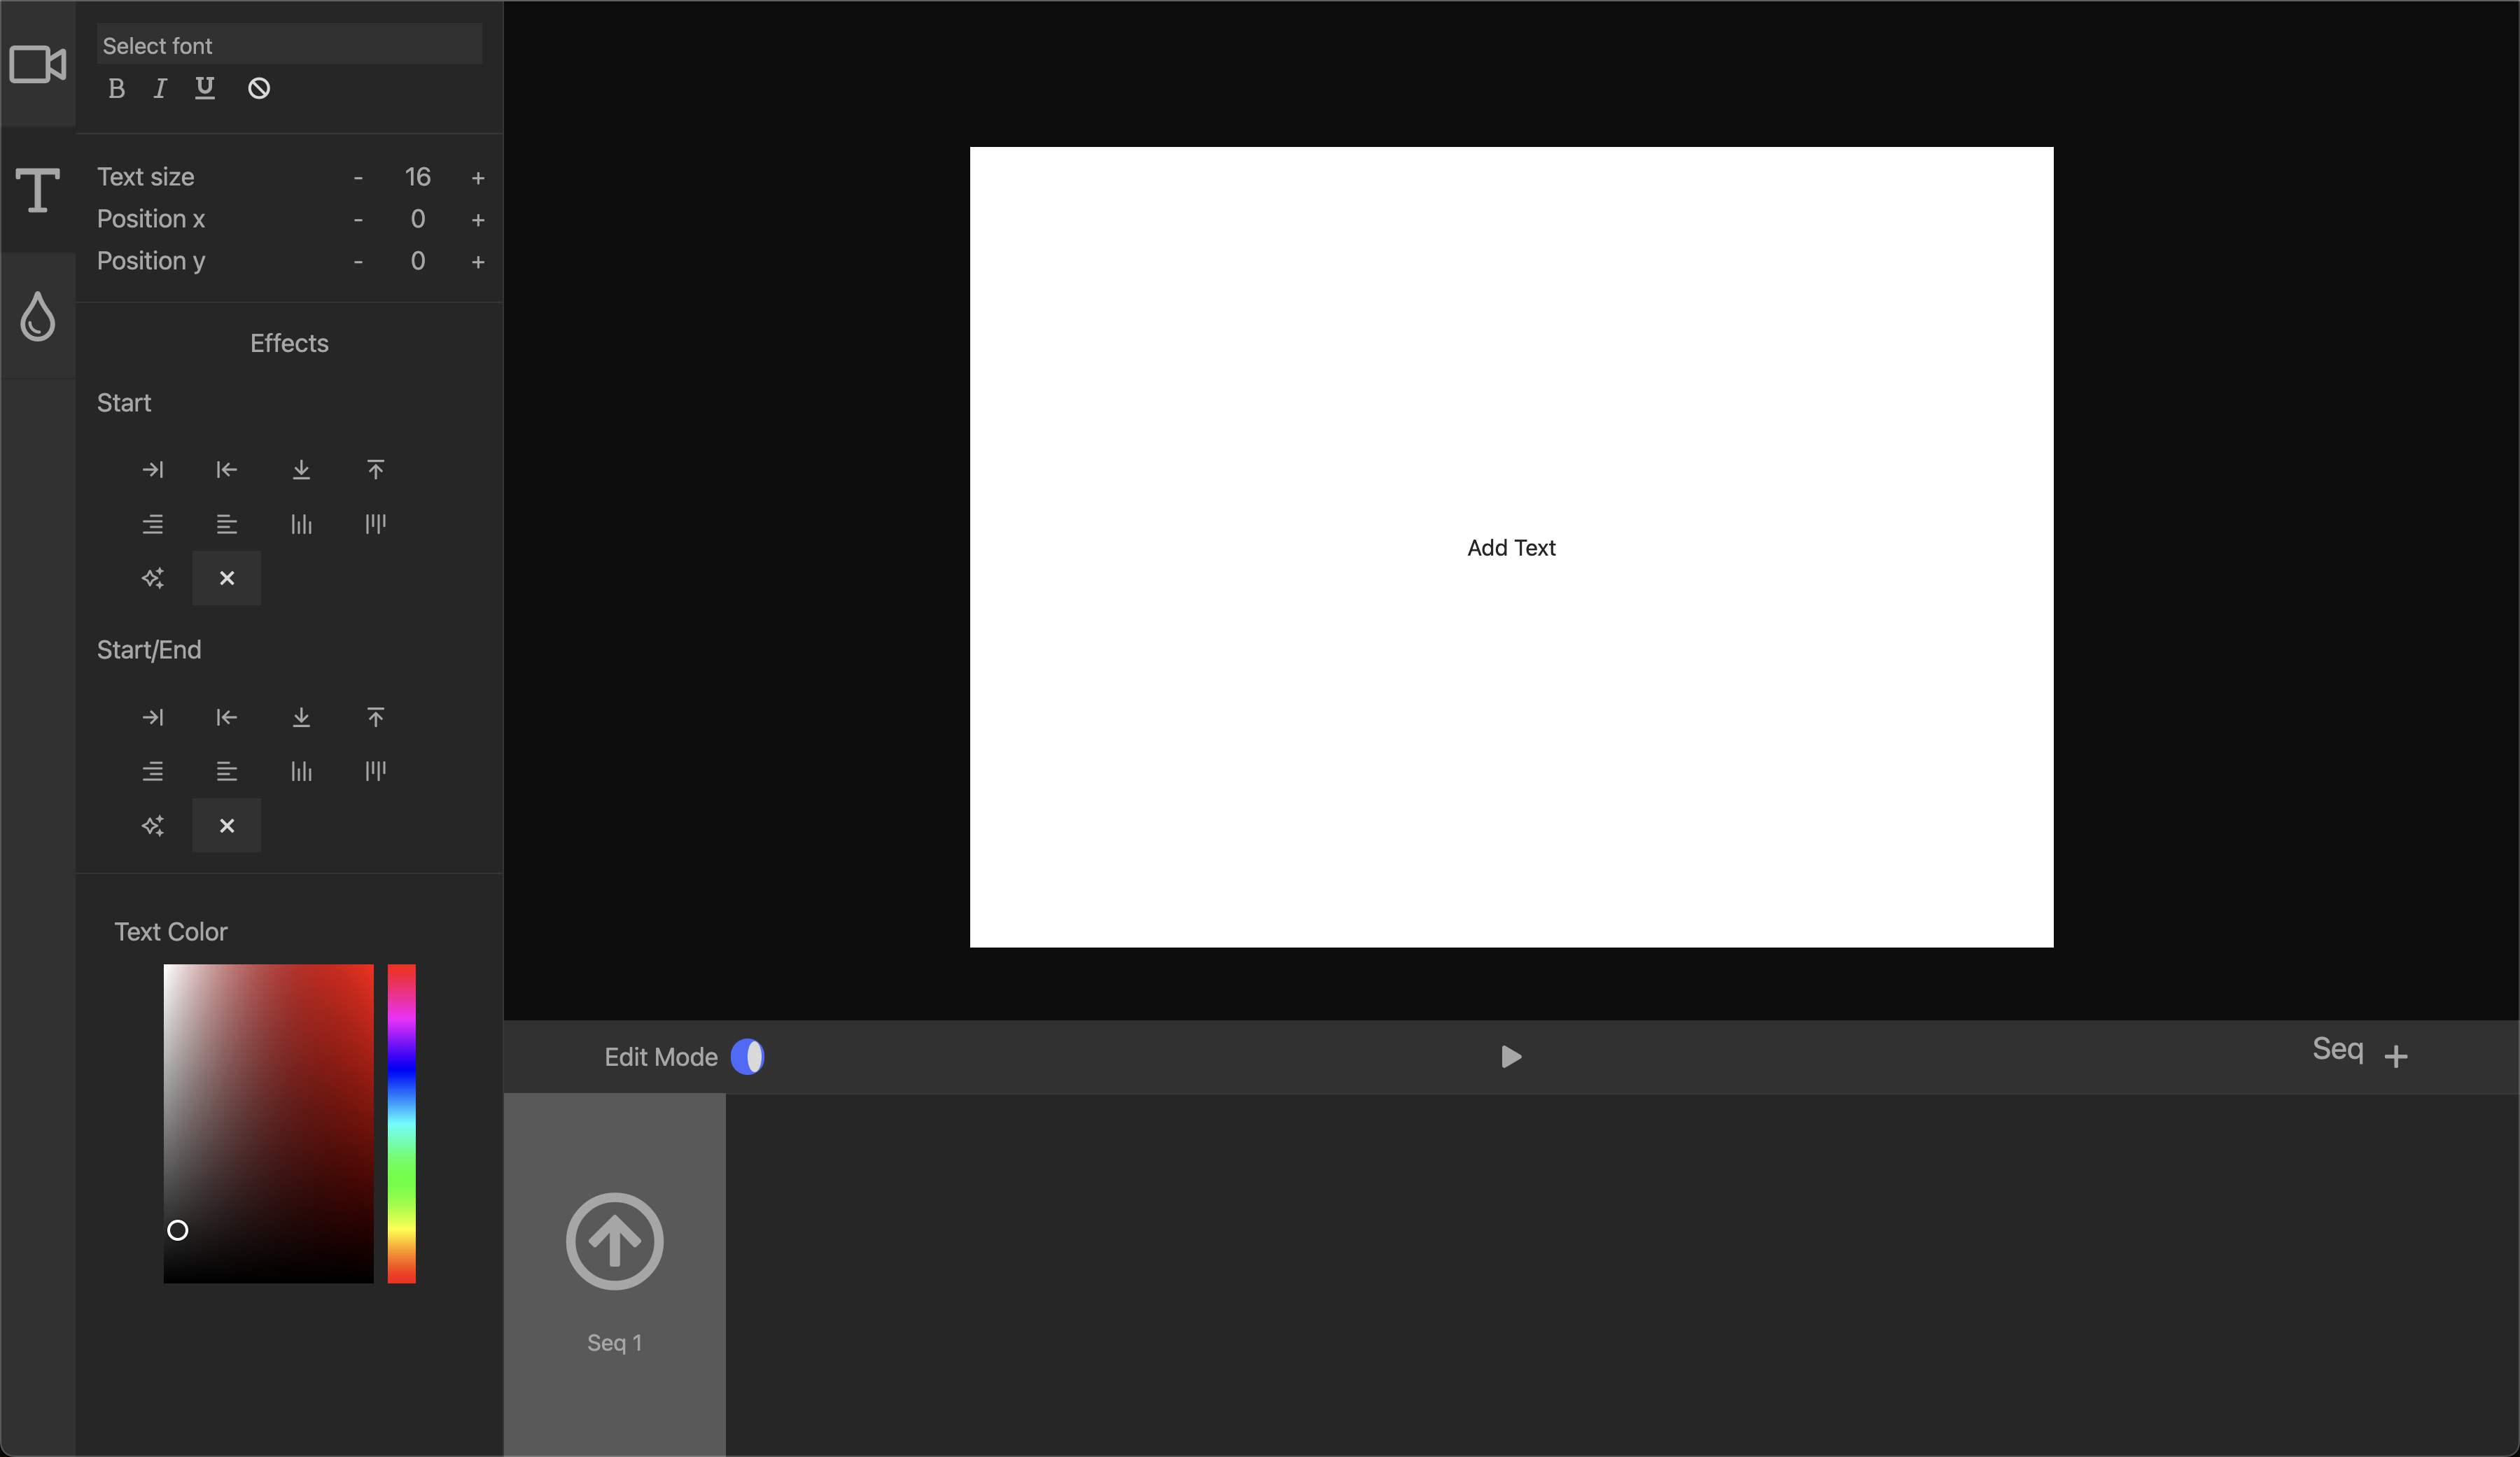 Select font
B I U
Text size - 16 +
Position x - 0 +
Position y - 0 +
Effects
Start
Start/End
Text Color
Add Text
Edit Mode
Seq +
Seq 1